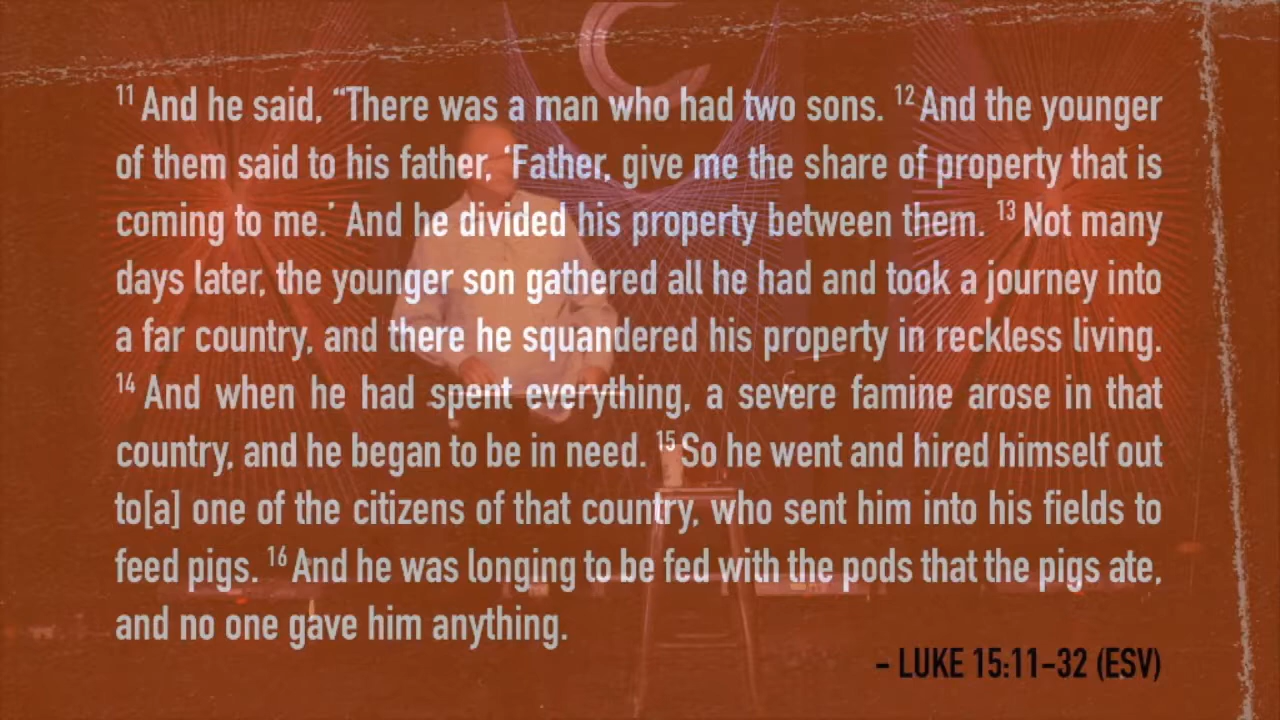 11 And he said, “There was a man who had two sons. 12 And the younger
of them said to his father, ‘Father, give me the share of property that is
coming to me.’ And he divided his property between them. 13 Not many
days later, the younger son gathered all he had and took a journey into
a far country, and there he squandered his property in reckless living.
14 And when he had spent everything, a severe famine arose in that
country, and he began to be in need. 15 So he went and hired himself out
to[a] one of the citizens of that country, who sent him into his fields to
feed pigs. 16 And he was longing to be fed with the pods that the pigs ate,
and no one gave him anything.
– LUKE 15:11–32 (ESV)